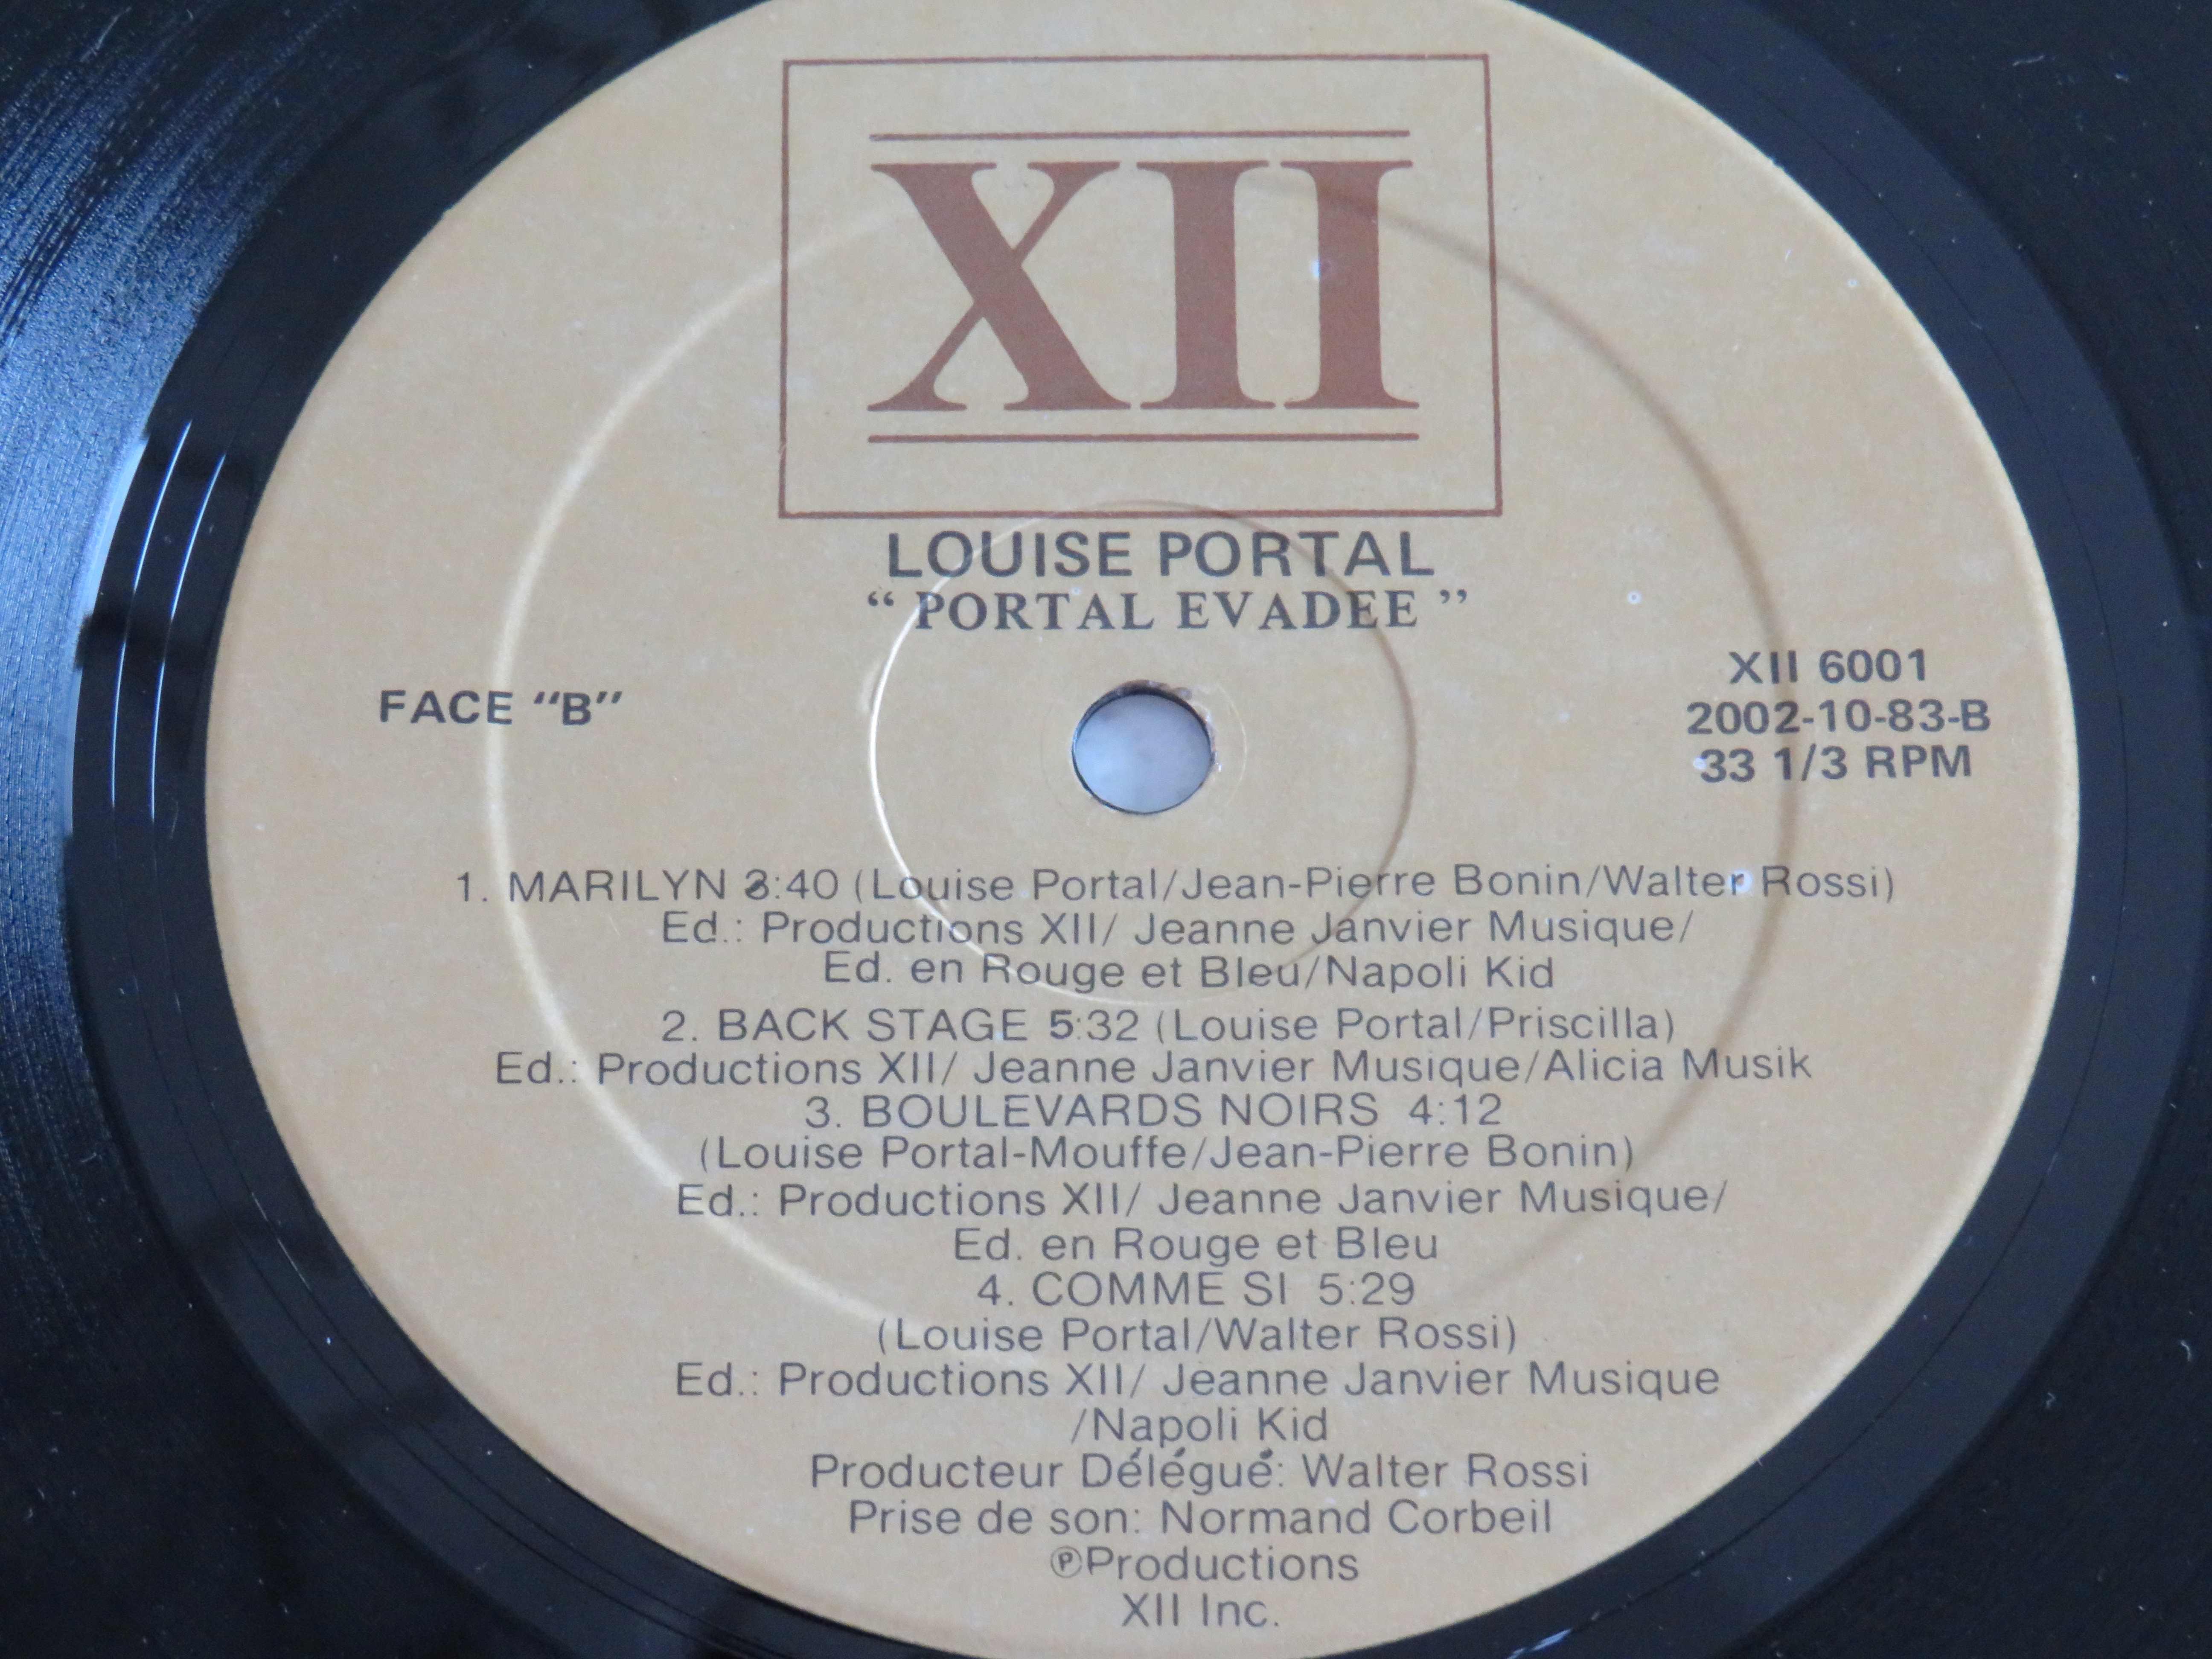 XII
LOUISE PORTAL
“ PORTAL EVADEE ”
FACE "B"
XII 6001
2002-10-83-B
33 1/3 RPM
1. MARILYN 3:40 (Louise Portal/Jean-Pierre Bonin/Walter Rossi)
Ed.: Productions XII/ Jeanne Janvier Musique/
Ed. en Rouge et Bleu/Napoli Kid
2. BACK STAGE 5:32 (Louise Portal/Priscilla)
Ed.: Productions XII/ Jeanne Janvier Musique/Alicia Musik
3. BOULEVARDS NOIRS 4:12
(Louise Portal-Mouffe/Jean-Pierre Bonin)
Ed.: Productions XII/ Jeanne Janvier Musique/
Ed. en Rouge et Bleu
4. COMME SI 5:29
(Louise Portal/Walter Rossi)
Ed.: Productions XII/ Jeanne Janvier Musique
/Napoli Kid
Producteur Délégué: Walter Rossi
Prise de son: Normand Corbeil
℗Productions
XII Inc.